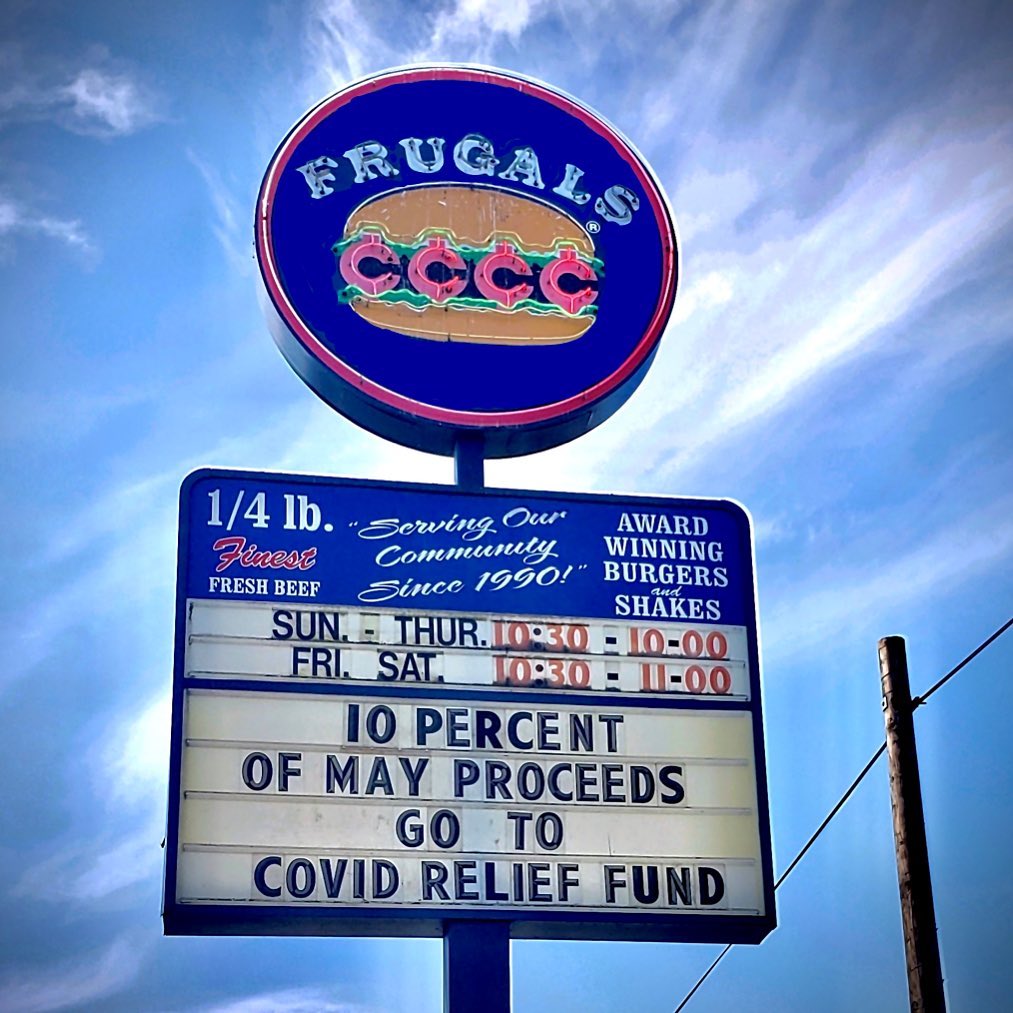 FRUGALS
®
¢¢¢¢
1/4 lb.
Finest
FRESH BEEF
"Serving Our
Community
Since 1990!"
AWARD
WINNING
BURGERS
and
SHAKES
SUN. - THUR. 10:30 - 10-00
FRI. SAT. 10:30 - 11-00
10 PERCENT
OF MAY PROCEEDS
GO TO
COVID RELIEF FUND